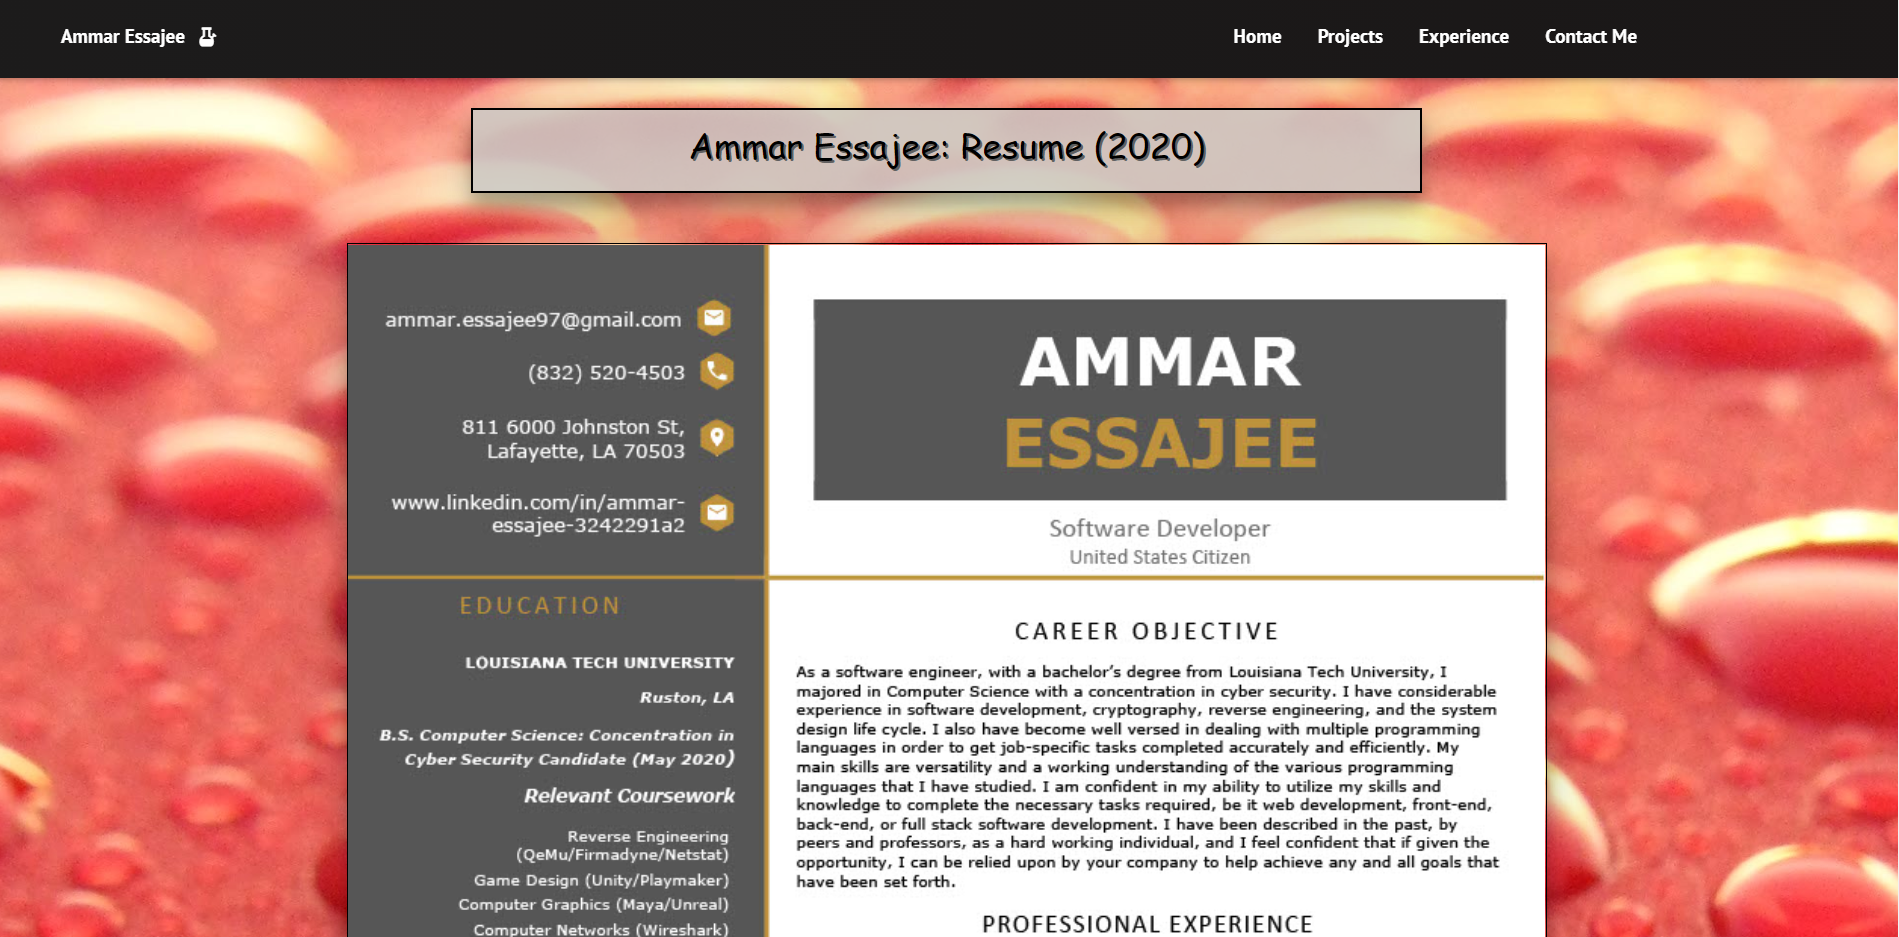 Ammar Essajee
Home Projects Experience Contact Me
Ammar Essajee: Resume (2020)
ammar.essajee97@gmail.com
(832) 520-4503
811 6000 Johnston St,
Lafayette, LA 70503
www.linkedin.com/in/ammar-
essajee-3242291a2
EDUCATION
LOUISIANA TECH UNIVERSITY
Ruston, LA
B.S. Computer Science: Concentration in
Cyber Security Candidate (May 2020)
Relevant Coursework
Reverse Engineering
(QeMu/Firmadyne/Netstat)
Game Design (Unity/Playmaker)
Computer Graphics (Maya/Unreal)
Computer Networks (Wireshark)
AMMAR
ESSAJEE
Software Developer
United States Citizen
CAREER OBJECTIVE
As a software engineer, with a bachelor's degree from Louisiana Tech University, I
majored in Computer Science with a concentration in cyber security. I have considerable
experience in software development, cryptography, reverse engineering, and the system
design life cycle. I also have become well versed in dealing with multiple programming
languages in order to get job-specific tasks completed accurately and efficiently. My
main skills are versatility and a working understanding of the various programming
languages that I have studied. I am confident in my ability to utilize my skills and
knowledge to complete the necessary tasks required, be it web development, front-end,
back-end, or full stack software development. I have been described in the past, by
peers and professors, as a hard working individual, and I feel confident that if given the
opportunity, I can be relied upon by your company to help achieve any and all goals that
have been set forth.
PROFESSIONAL EXPERIENCE